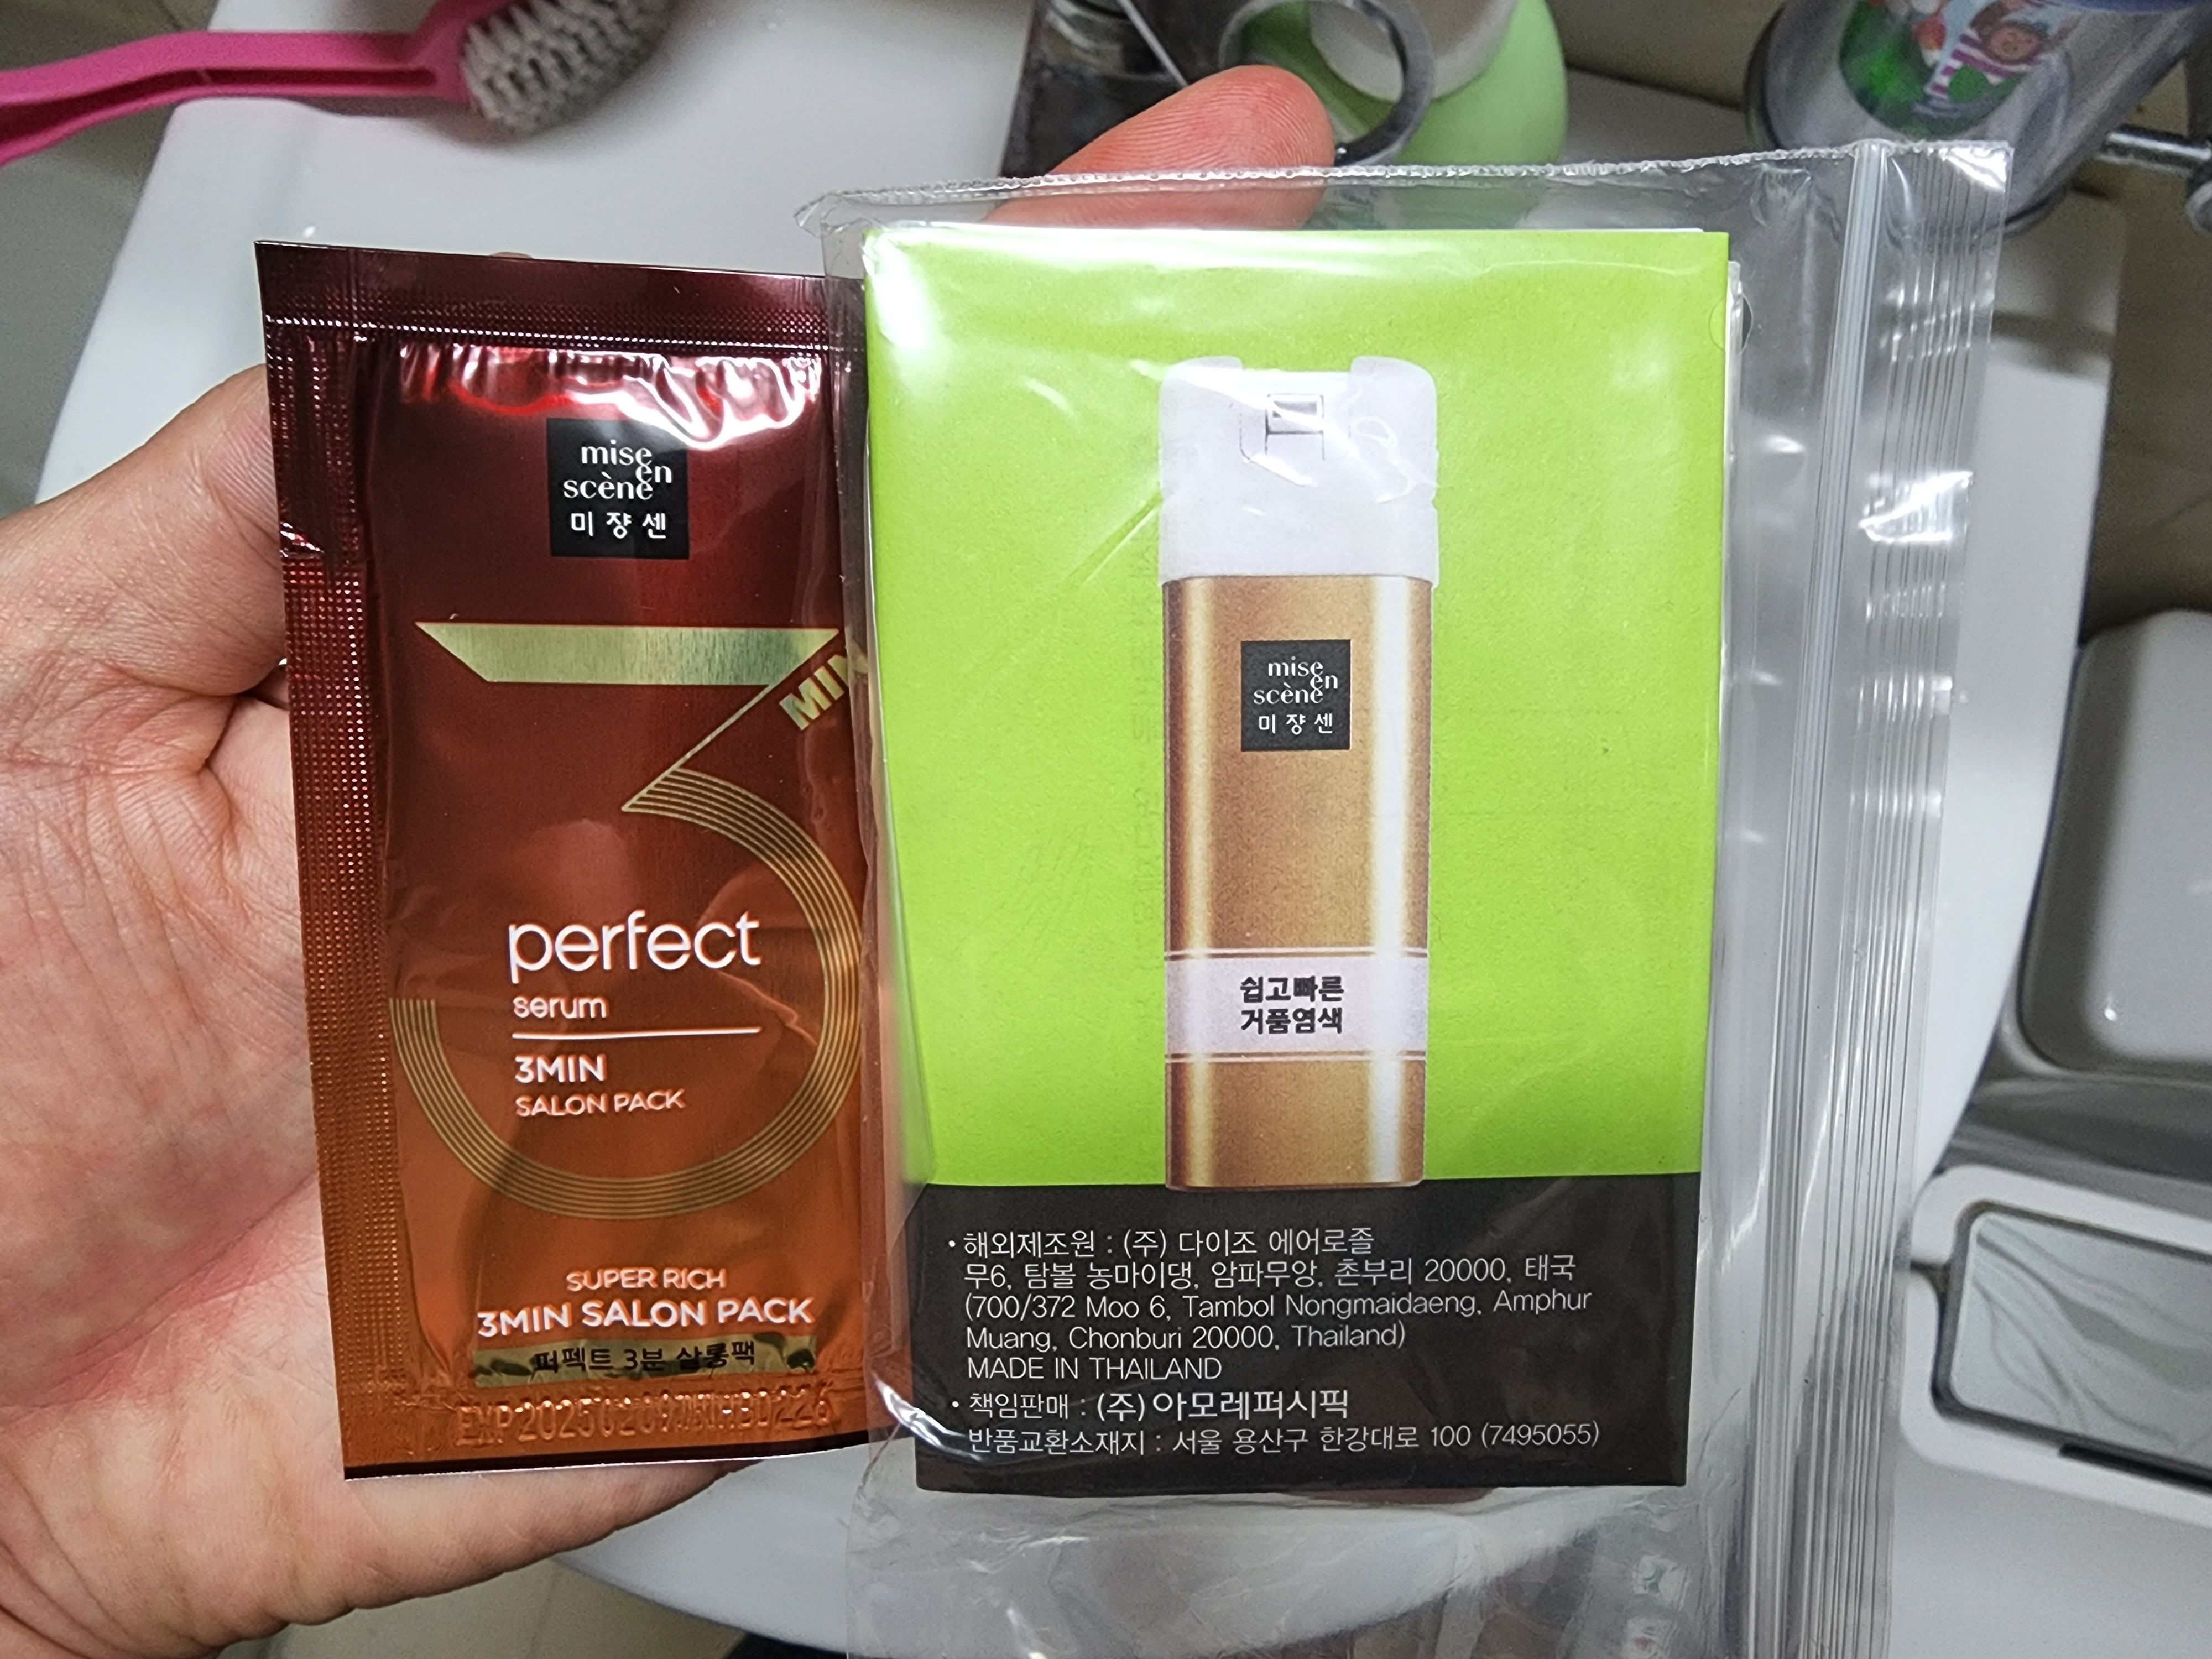 mise
en
scène
미쟝센
MIN
perfect
serum
3MIN
SALON PACK
SUPER RICH
3MIN SALON PACK
퍼펙트 3분 살롱팩
mise
en
scène
미쟝센
쉽고빠른
거품염색
• 해외제조원 : (주) 다이조 에어로졸
무6, 탐볼 농마이댕, 암파무앙, 촌부리 20000, 태국
(700/372 Moo 6, Tambol Nongmaidaeng, Amphur
Muang, Chonburi 20000, Thailand)
MADE IN THAILAND
• 책임판매 : (주)아모레퍼시픽
반품교환소재지 : 서울 용산구 한강대로 100 (7495055)